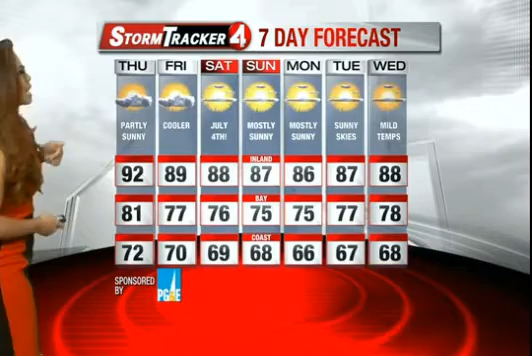 STORMTRACKER 4 7 DAY FORECAST
THU FRI SAT SUN MON TUE WED
PARTLY SUNNY COOLER JULY 4TH! MOSTLY SUNNY MOSTLY SUNNY SUNNY SKIES MILD TEMPS
INLAND
92 89 88 87 86 87 88
BAY
81 77 76 75 75 77 78
COAST
72 70 69 68 66 67 68
SPONSORED BY PG&E